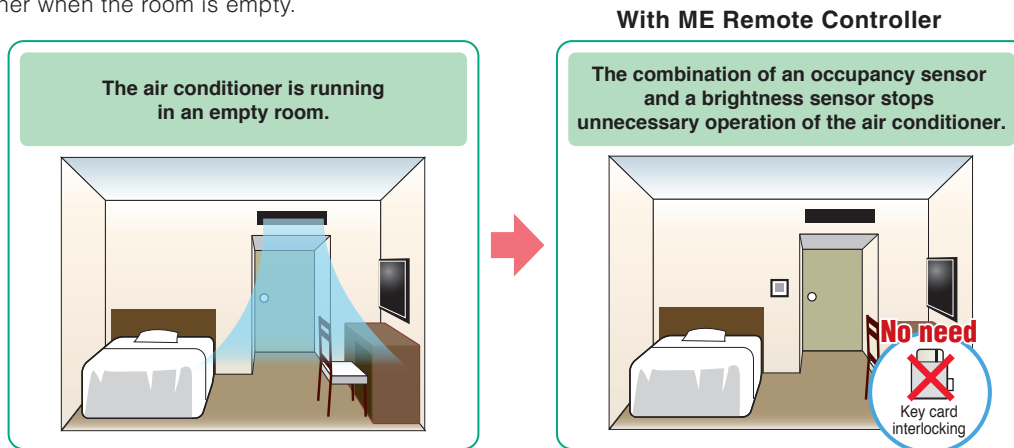 ner when the room is empty.
With ME Remote Controller
The air conditioner is running
in an empty room.
The combination of an occupancy sensor
and a brightness sensor stops
unnecessary operation of the air conditioner.
No need
Key card
interlocking